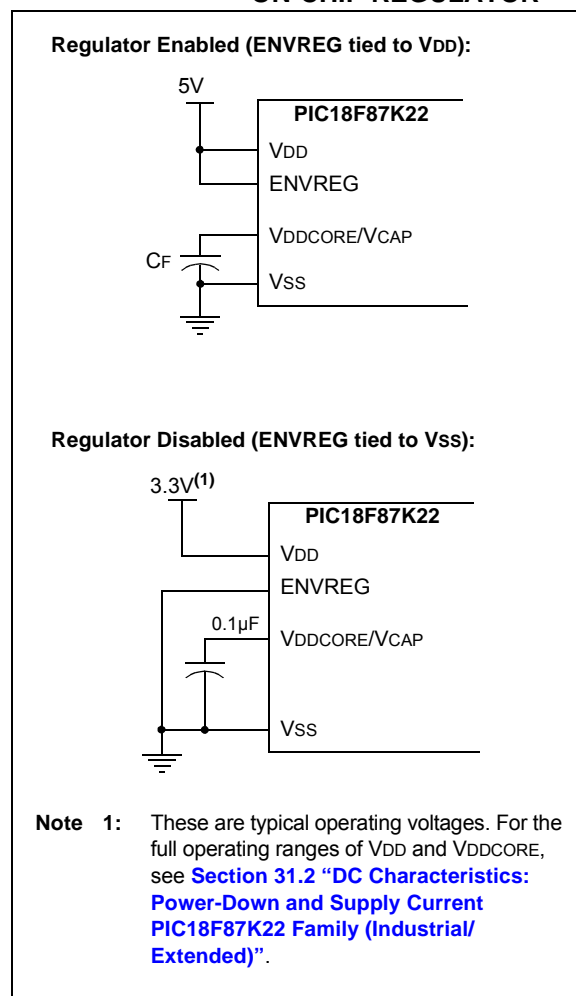 ON-CHIP REGULATOR
Regulator Enabled (ENVREG tied to VDD):
5V
PIC18F87K22
VDD
ENVREG
VDDCORE/VCAP
CF
VSS
Regulator Disabled (ENVREG tied to VSS):
3.3V(1)
PIC18F87K22
VDD
ENVREG
0.1µF
VDDCORE/VCAP
VSS
Note 1: These are typical operating voltages. For the
full operating ranges of VDD and VDDCORE,
see Section 31.2 “DC Characteristics:
Power-Down and Supply Current
PIC18F87K22 Family (Industrial/
Extended)”.